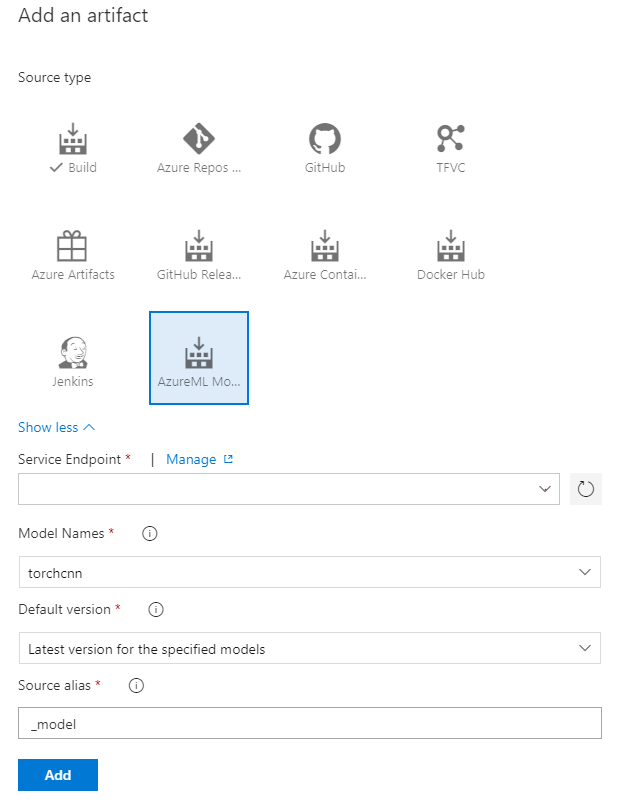 Add an artifact
Source type
Build
Azure Repos ...
GitHub
TFVC
Azure Artifacts
GitHub Relea...
Azure Contai...
Docker Hub
Jenkins
AzureML Mo...
Show less
Service Endpoint * | Manage
Model Names *
torchcnn
Default version *
Latest version for the specified models
Source alias *
_model
Add